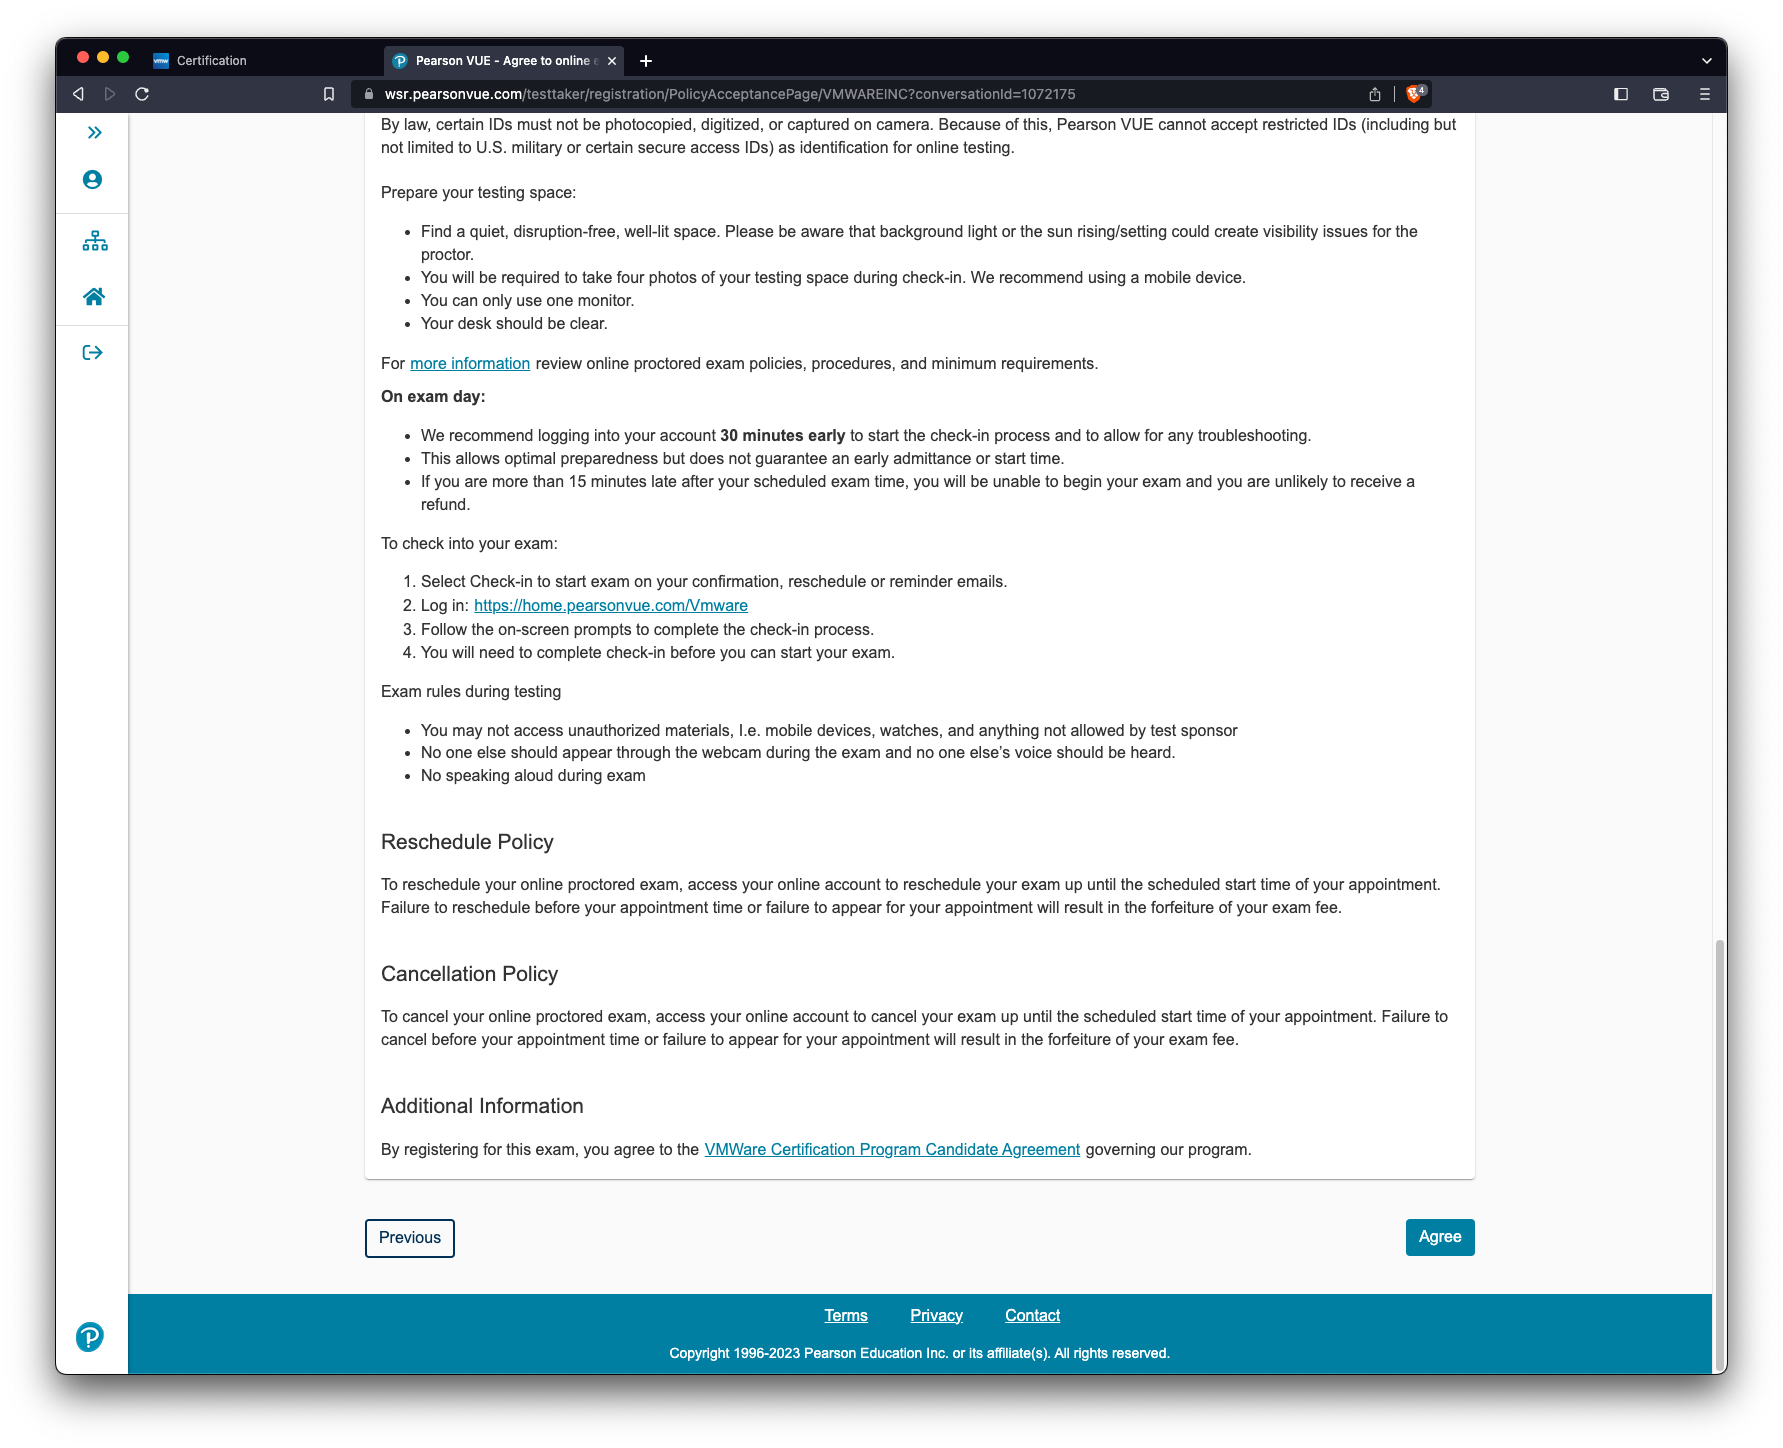 Certification
Pearson VUE - Agree to online
wsr.pearsonvue.com/testtaker/registration/PolicyAcceptancePage/VMWAREINC?conversationId=1072175
4
By law, certain IDs must not be photocopied, digitized, or captured on camera. Because of this, Pearson VUE cannot accept restricted IDs (including but
not limited to U.S. military or certain secure access IDs) as identification for online testing.
Prepare your testing space:
• Find a quiet, disruption-free, well-lit space. Please be aware that background light or the sun rising/setting could create visibility issues for the
proctor.
• You will be required to take four photos of your testing space during check-in. We recommend using a mobile device.
• You can only use one monitor.
• Your desk should be clear.
For more information review online proctored exam policies, procedures, and minimum requirements.
On exam day:
• We recommend logging into your account 30 minutes early to start the check-in process and to allow for any troubleshooting.
• This allows optimal preparedness but does not guarantee an early admittance or start time.
• If you are more than 15 minutes late after your scheduled exam time, you will be unable to begin your exam and you are unlikely to receive a
refund.
To check into your exam:
1. Select Check-in to start exam on your confirmation, reschedule or reminder emails.
2. Log in: https://home.pearsonvue.com/Vmware
3. Follow the on-screen prompts to complete the check-in process.
4. You will need to complete check-in before you can start your exam.
Exam rules during testing
• You may not access unauthorized materials, I.e. mobile devices, watches, and anything not allowed by test sponsor
• No one else should appear through the webcam during the exam and no one else’s voice should be heard.
• No speaking aloud during exam
Reschedule Policy
To reschedule your online proctored exam, access your online account to reschedule your exam up until the scheduled start time of your appointment.
Failure to reschedule before your appointment time or failure to appear for your appointment will result in the forfeiture of your exam fee.
Cancellation Policy
To cancel your online proctored exam, access your online account to cancel your exam up until the scheduled start time of your appointment. Failure to
cancel before your appointment time or failure to appear for your appointment will result in the forfeiture of your exam fee.
Additional Information
By registering for this exam, you agree to the VMWare Certification Program Candidate Agreement governing our program.
Previous
Agree
Terms Privacy Contact
Copyright 1996-2023 Pearson Education Inc. or its affiliate(s). All rights reserved.